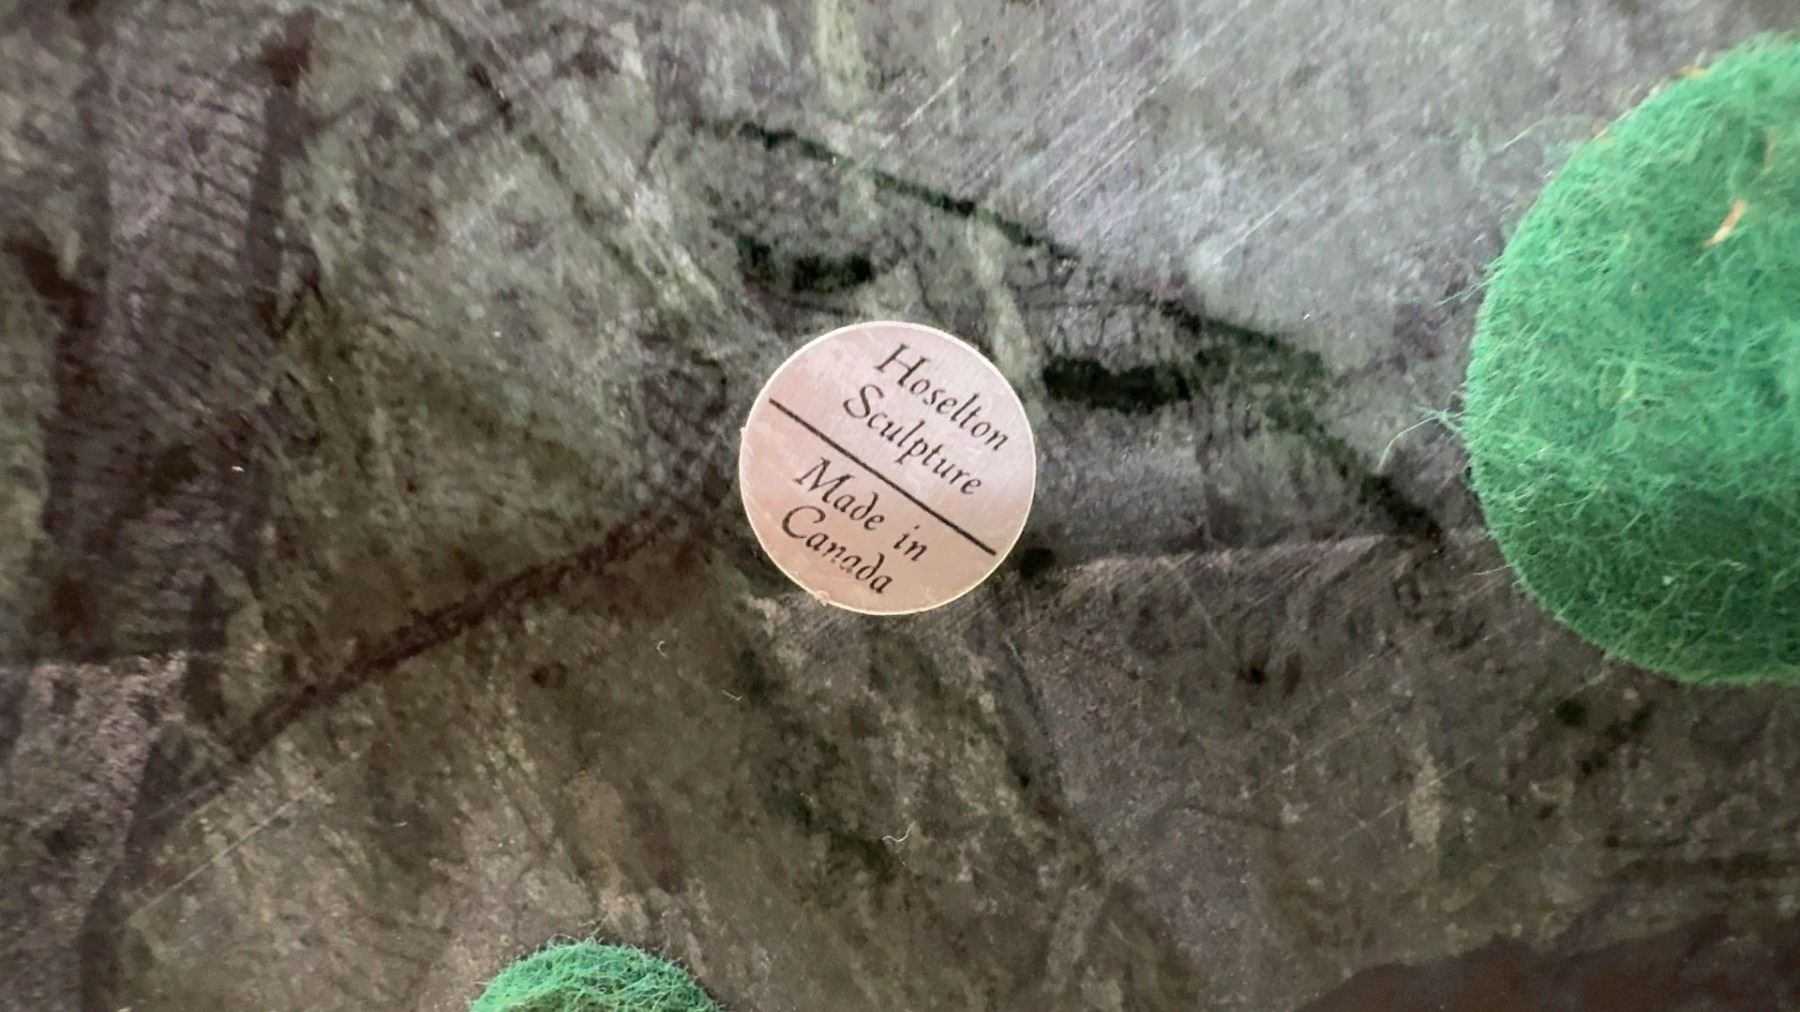 Hoselton
Sculpture
Made in
Canada